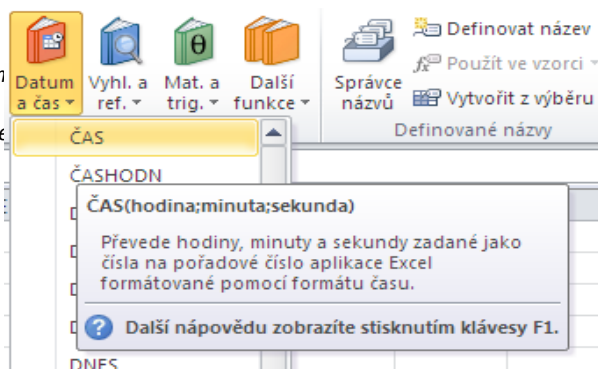 Datum
a čas
Vyhl. a
ref.
Mat. a
trig.
Další
funkce
Správce
názvů
Definovat název
Použít ve vzorci
Vytvořit z výběru
Definované názvy
ČAS
ČASHODN
ČAS(hodina;minuta;sekunda)
Převede hodiny, minuty a sekundy zadané jako
čísla na pořadové číslo aplikace Excel
formátované pomocí formátu času.
Další nápovědu zobrazíte stisknutím klávesy F1.
DNES